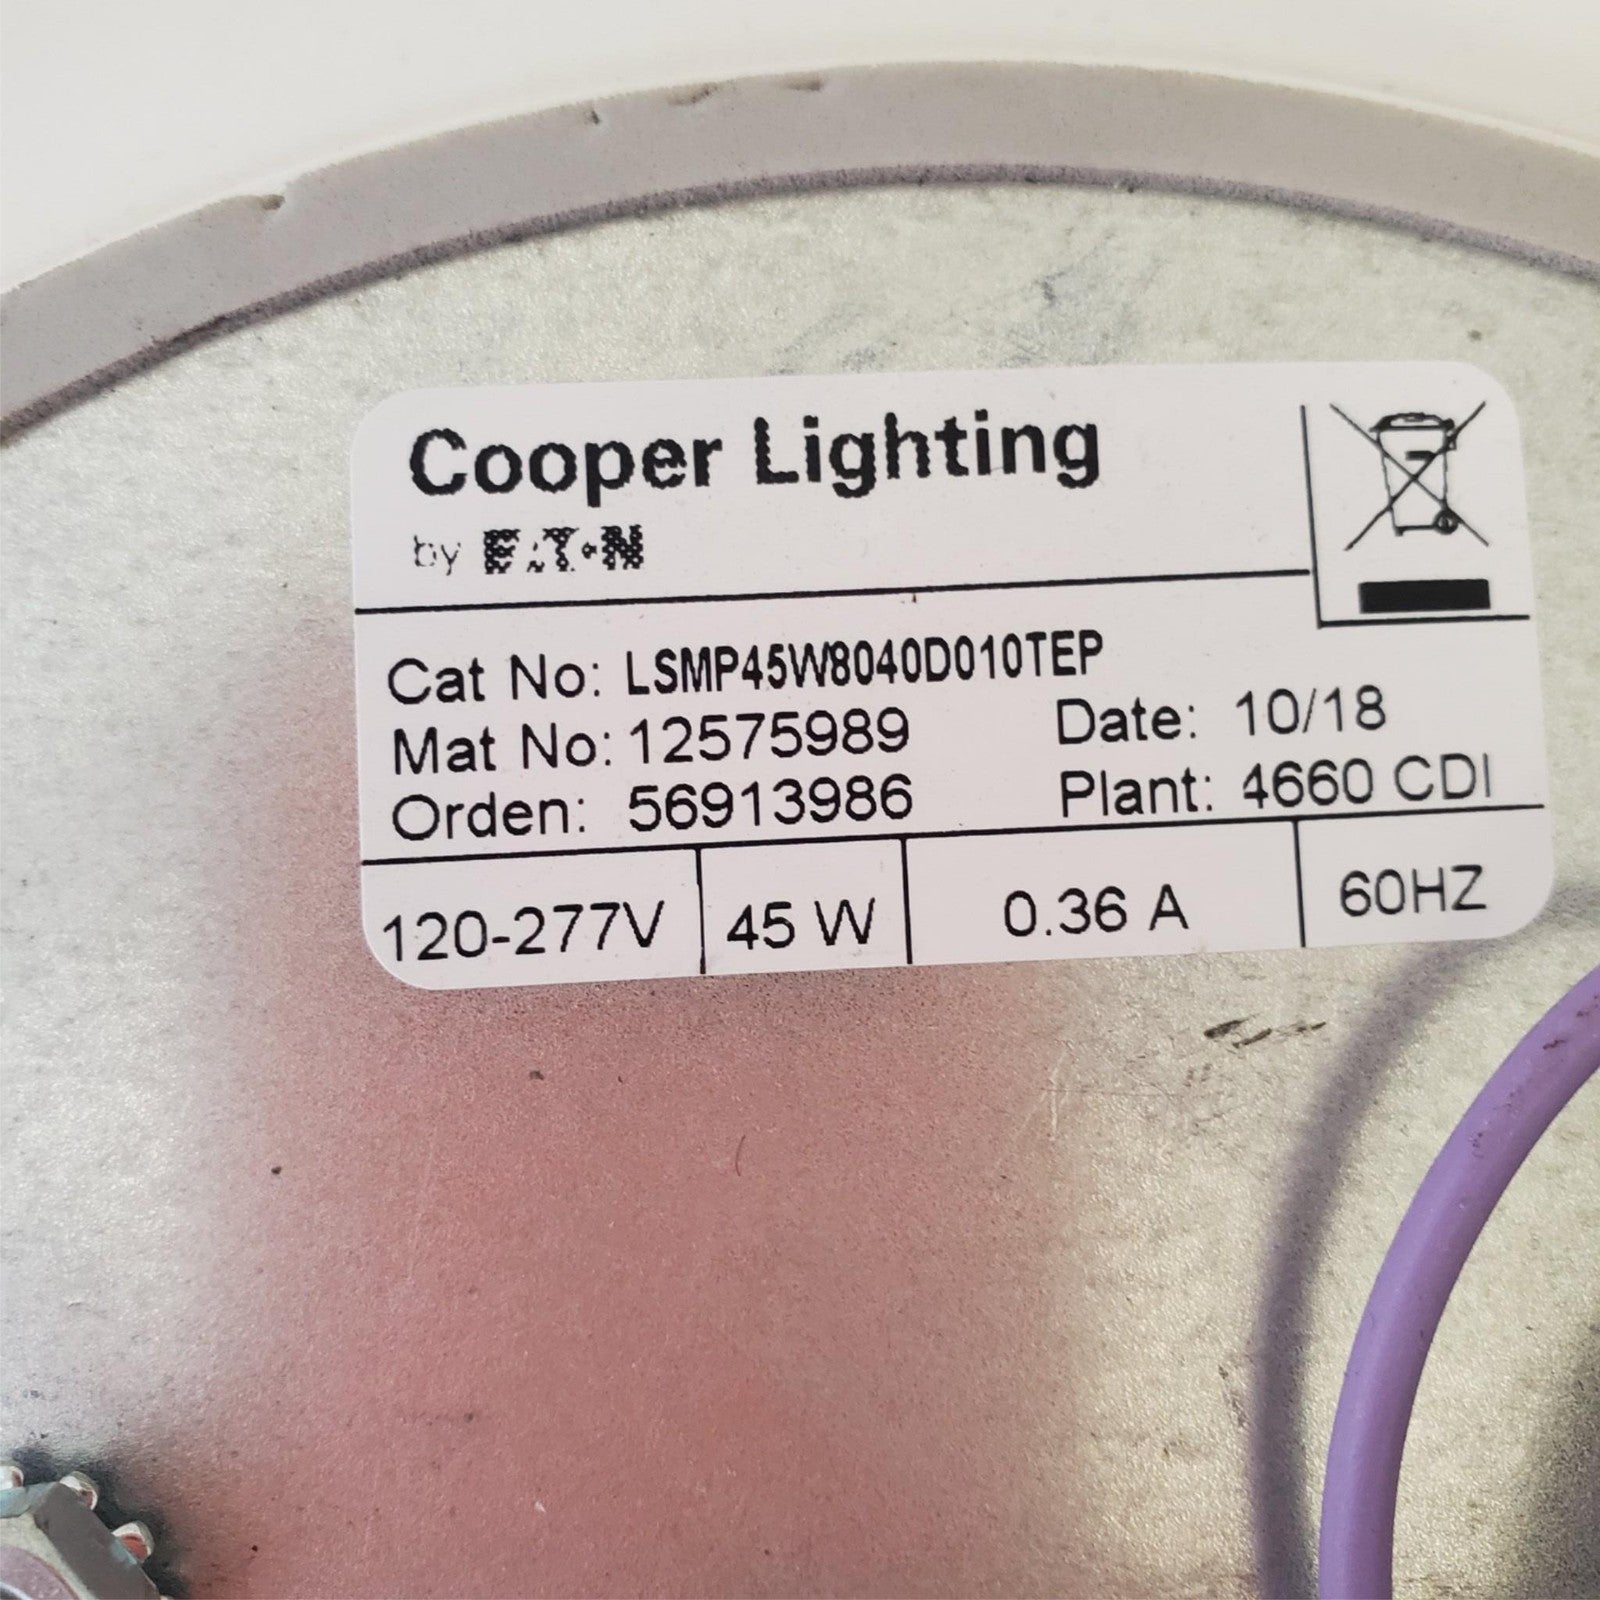 Cooper Lighting
by EATON
Cat No: LSMP45W8040D010TEP
Mat No: 12575989 Date: 10/18
Orden: 56913986 Plant: 4660 CDI
120-277V 45 W 0.36 A 60HZ